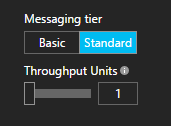 Messaging tier
Basic Standard
Throughput Units
1